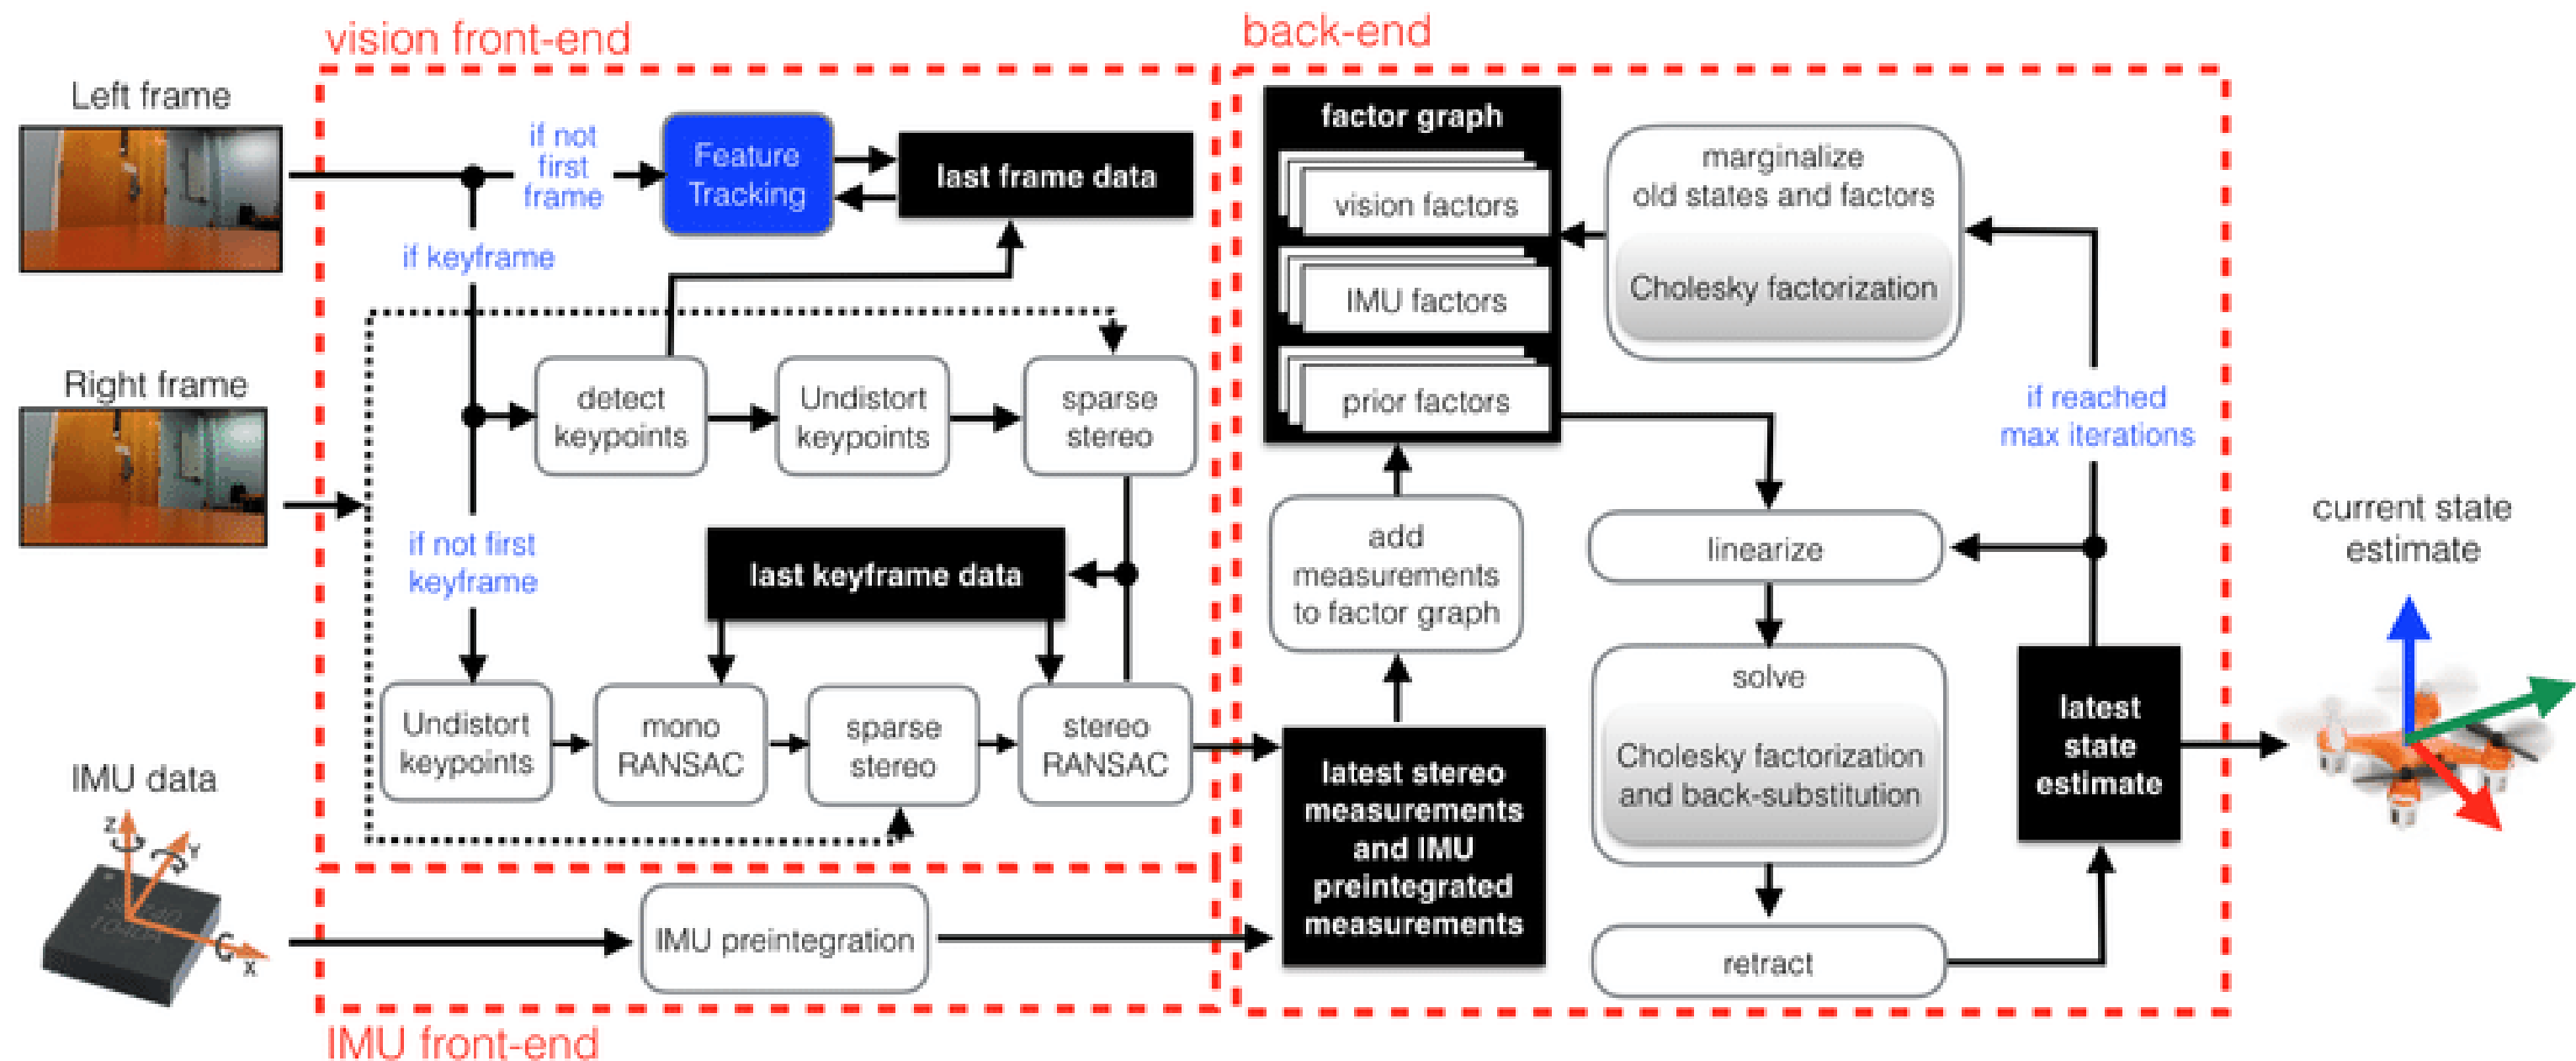 vision front-end
back-end
Left frame
if not
first
frame
Feature
Tracking
last frame data
if keyframe
Right frame
detect
keypoints
Undistort
keypoints
sparse
stereo
if not first
keyframe
last keyframe data
Undistort
keypoints
mono
RANSAC
sparse
stereo
stereo
RANSAC
IMU data
Z
Y
X
IMU preintegration
IMU front-end
factor graph
vision factors
IMU factors
prior factors
marginalize
old states and factors
Cholesky factorization
if reached
max iterations
add
measurements
to factor graph
linearize
solve
Cholesky factorization
and back-substitution
retract
latest stereo
measurements
and IMU
preintegrated
measurements
latest
state
estimate
current state
estimate